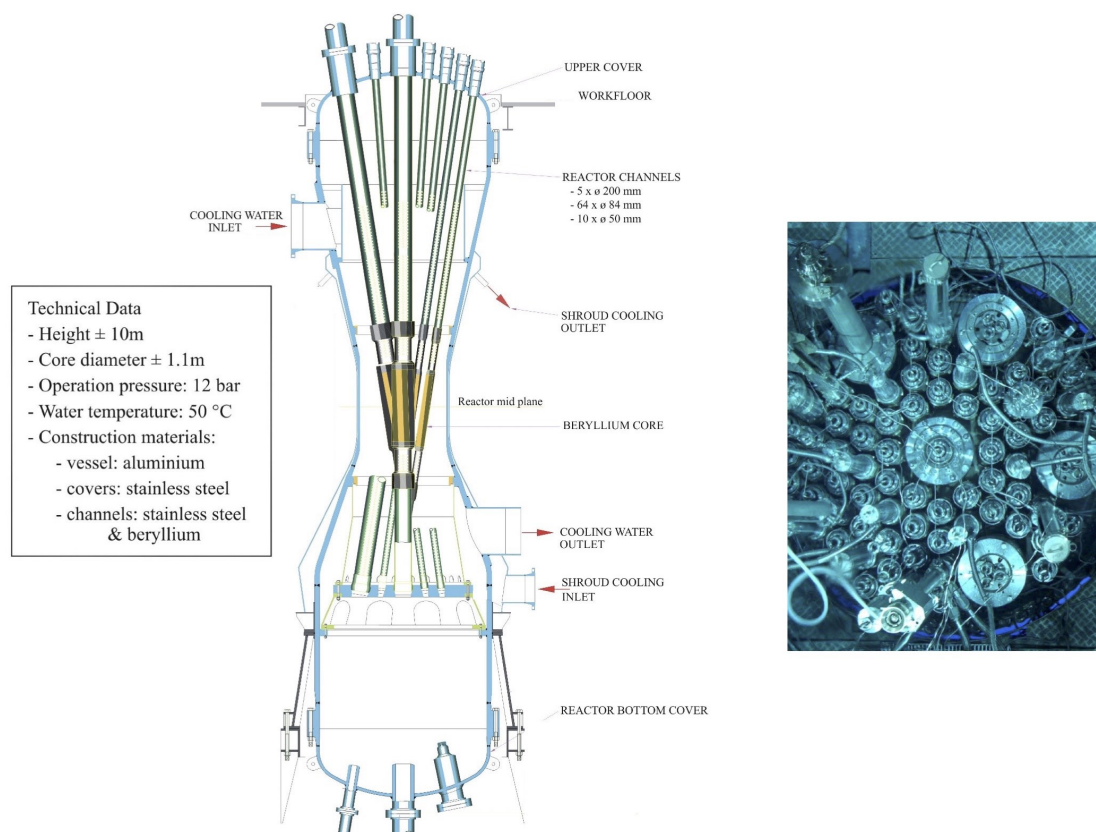 UPPER COVER
WORKFLOOR
REACTOR CHANNELS
- 5 x ø 200 mm
- 64 x ø 84 mm
- 10 x ø 50 mm
COOLING WATER
INLET
SHROUD COOLING
OUTLET
Technical Data
- Height ± 10m
- Core diameter ± 1.1m
- Operation pressure: 12 bar
- Water temperature: 50 °C
- Construction materials:
- vessel: aluminium
- covers: stainless steel
- channels: stainless steel
& beryllium
Reactor mid plane
BERYLLIUM CORE
COOLING WATER
OUTLET
SHROUD COOLING
INLET
REACTOR BOTTOM COVER